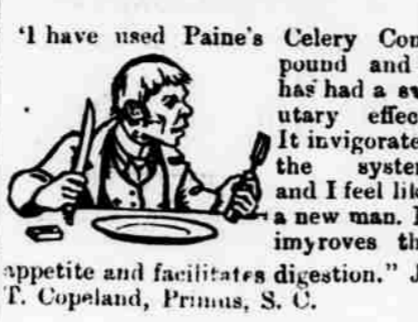 'I have used Paine's Celery Com
pound and
has had a s
utary effec
It invigorate
the system
and I feel lik
a new man.
imyroves th
appetite and facilitates digestion." J
T. Copeland, Primus, S. C.